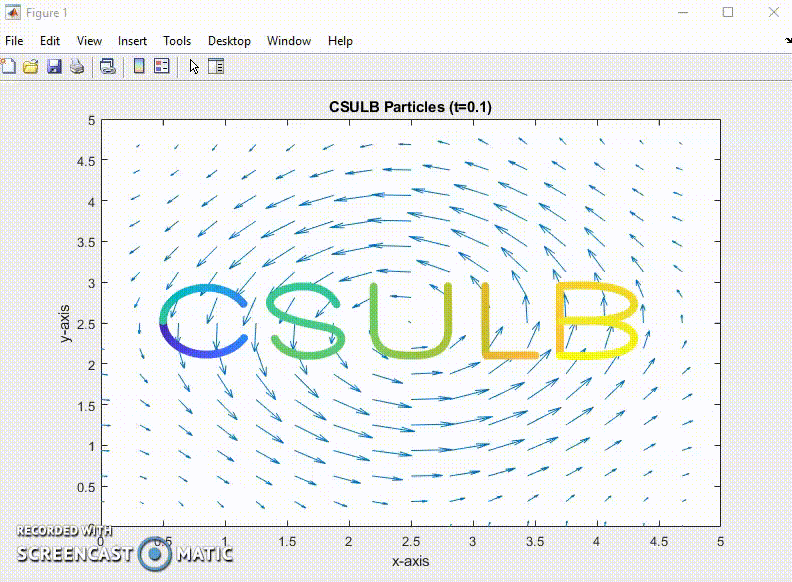 Figure 1
File Edit View Insert Tools Desktop Window Help
CSULB Particles (t=0.1)
5
4.5
4
3.5
3
2.5
2
1.5
1
0.5
0
y-axis
CSULB
0 0.5 1 1.5 2 2.5 3 3.5 4 4.5 5
x-axis
RECORDED WITH
SCREENCAST MATIC